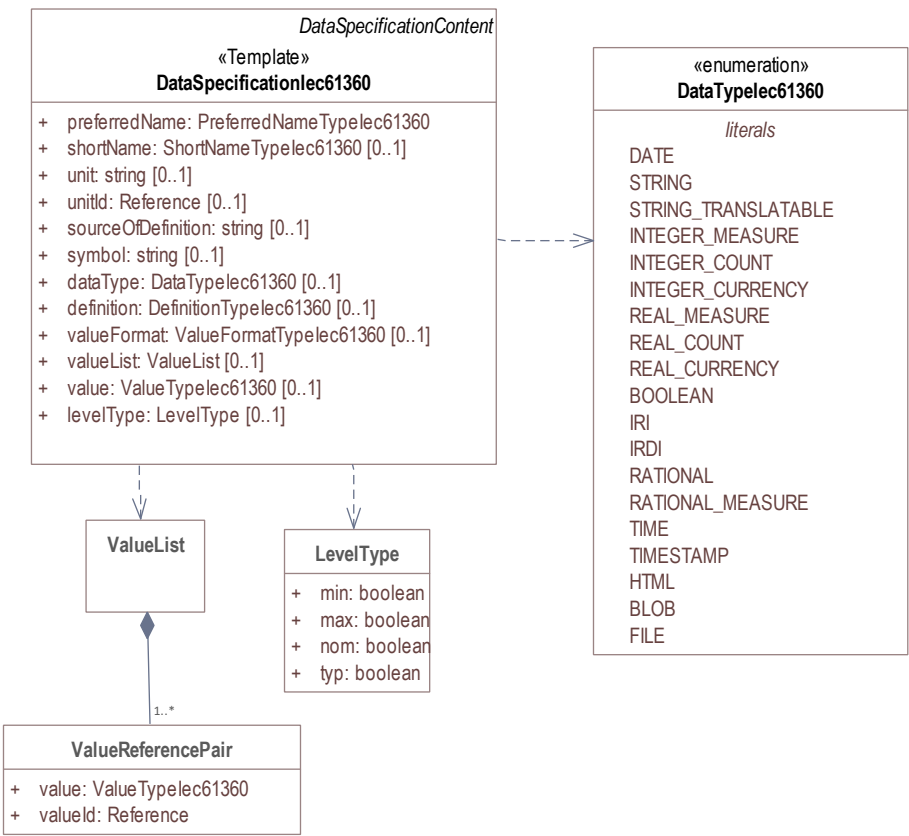 DataSpecificationContent
«Template»
DataSpecificationIec61360
+ preferredName: PreferredNameTypeIec61360
+ shortName: ShortNameTypeIec61360 [0..1]
+ unit: string [0..1]
+ unitId: Reference [0..1]
+ sourceOfDefinition: string [0..1]
+ symbol: string [0..1]
+ dataType: DataTypeIec61360 [0..1]
+ definition: DefinitionTypeIec61360 [0..1]
+ valueFormat: ValueFormatTypeIec61360 [0..1]
+ valueList: ValueList [0..1]
+ value: ValueTypeIec61360 [0..1]
+ levelType: LevelType [0..1]
«enumeration»
DataTypeIec61360
literals
DATE
STRING
STRING_TRANSLATABLE
INTEGER_MEASURE
INTEGER_COUNT
INTEGER_CURRENCY
REAL_MEASURE
REAL_COUNT
REAL_CURRENCY
BOOLEAN
IRI
IRDI
RATIONAL
RATIONAL_MEASURE
TIME
TIMESTAMP
HTML
BLOB
FILE
ValueList
LevelType
+ min: boolean
+ max: boolean
+ nom: boolean
+ typ: boolean
1..*
ValueReferencePair
+ value: ValueTypeIec61360
+ valueId: Reference